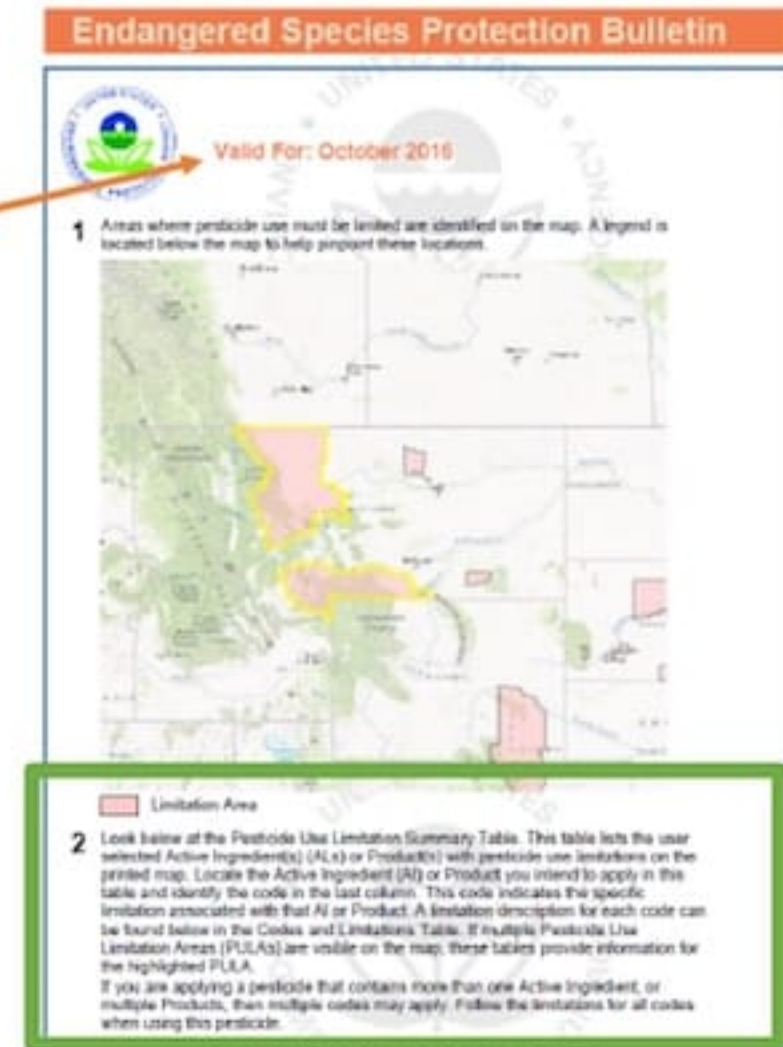 Endangered Species Protection Bulletin
Valid For: October 2016
1 Areas where pesticide use must be limited are identified on the map. A legend is
located below the map to help pinpoint these locations.
Limitation Area
2 Look below at the Pesticide Use Limitation Summary Table. This table lists the user
selected Active Ingredient(s) (AI,s) or Product(s) with pesticide use limitations on the
printed map. Locate the Active Ingredient (AI) or Product you intend to apply in this
table and identify the code in the last column. This code indicates the specific
limitation associated with that AI or Product. A limitation description for each code can
be found below in the Codes and Limitations Table. If multiple Pesticide Use
Limitation Areas (PULAs) are visible on the map, these tables provide information for
the highlighted PULA.
If you are applying a pesticide that contains more than one Active Ingredient, or
multiple Products, then multiple codes may apply. Follow the limitations for all codes
when using this pesticide.